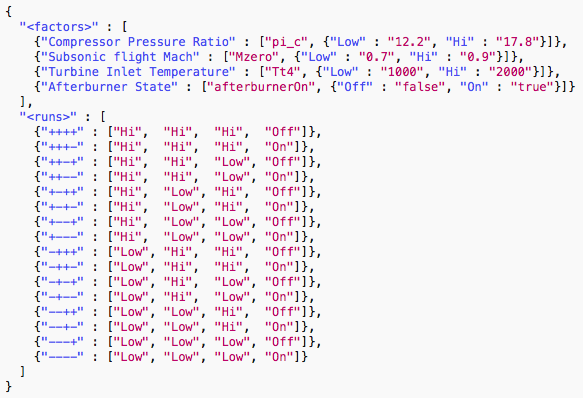 {
  "<factors>" : [
    {"Compressor Pressure Ratio" : ["pi_c", {"Low" : "12.2", "Hi" : "17.8"}]},
    {"Subsonic flight Mach" : ["Mzero", {"Low" : "0.7", "Hi" : "0.9"}]},
    {"Turbine Inlet Temperature" : ["Tt4", {"Low" : "1000", "Hi" : "2000"}]},
    {"Afterburner State" : ["afterburnerOn", {"Off" : "false", "On" : "true"}]}
  ],
  "<runs>" : [
    {"++++" : ["Hi",  "Hi",  "Hi",  "Off"]},
    {"+++-" : ["Hi",  "Hi",  "Hi",  "On"]},
    {"++-+" : ["Hi",  "Hi",  "Low", "Off"]},
    {"++--" : ["Hi",  "Hi",  "Low", "On"]},
    {"+-++" : ["Hi",  "Low", "Hi",  "Off"]},
    {"+-+-" : ["Hi",  "Low", "Hi",  "On"]},
    {"+--+" : ["Hi",  "Low", "Low", "Off"]},
    {"+---" : ["Hi",  "Low", "Low", "On"]},
    {"-+++" : ["Low", "Hi",  "Hi",  "Off"]},
    {"-++-" : ["Low", "Hi",  "Hi",  "On"]},
    {"-+-+" : ["Low", "Hi",  "Low", "Off"]},
    {"-+--" : ["Low", "Hi",  "Low", "On"]},
    {"--++" : ["Low", "Low", "Hi",  "Off"]},
    {"--+-" : ["Low", "Low", "Hi",  "On"]},
    {"---+" : ["Low", "Low", "Low", "Off"]},
    {"----" : ["Low", "Low", "Low", "On"]}
  ]
}